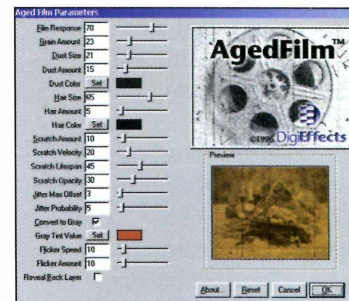 Aged Film Parameters
Film Response 70
Grain Amount 23
Dust Size 21
Dust Amount 15
Dust Color Set
Hair Size 65
Hair Amount 5
Hair Color Set
Scratch Amount 10
Scratch Velocity 20
Scratch Lifespan 45
Scratch Opacity 30
Jitter Max Offset 3
Jitter Probability 5
Convert to Gray
Gray Tint Value Set
Flicker Speed 10
Flicker Amount 10
Reveal Back Layer
AgedFilm™
©1996 DigiEffects
Preview
About... Reset Cancel OK